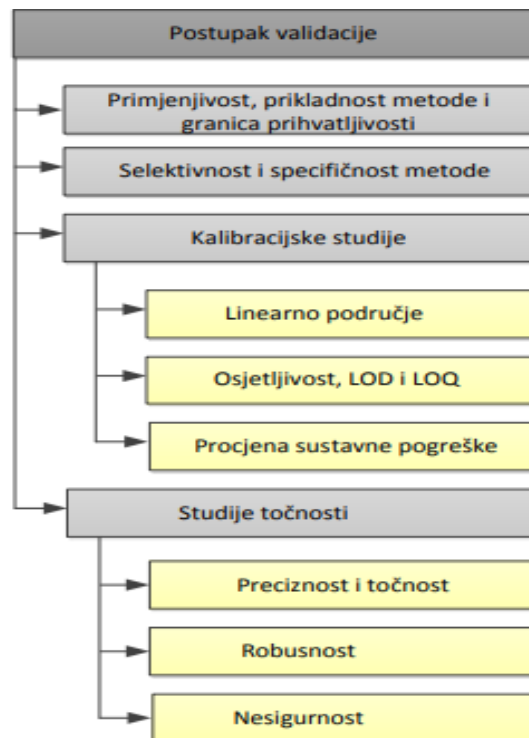 Postupak validacije
Primjenjivost, prikladnost metode i
granica prihvatljivosti
Selektivnost i specifičnost metode
Kalibracijske studije
Linearno područje
Osjetljivost, LOD i LOQ
Procjena sustavne pogreške
Studije točnosti
Preciznost i točnost
Robusnost
Nesigurnost